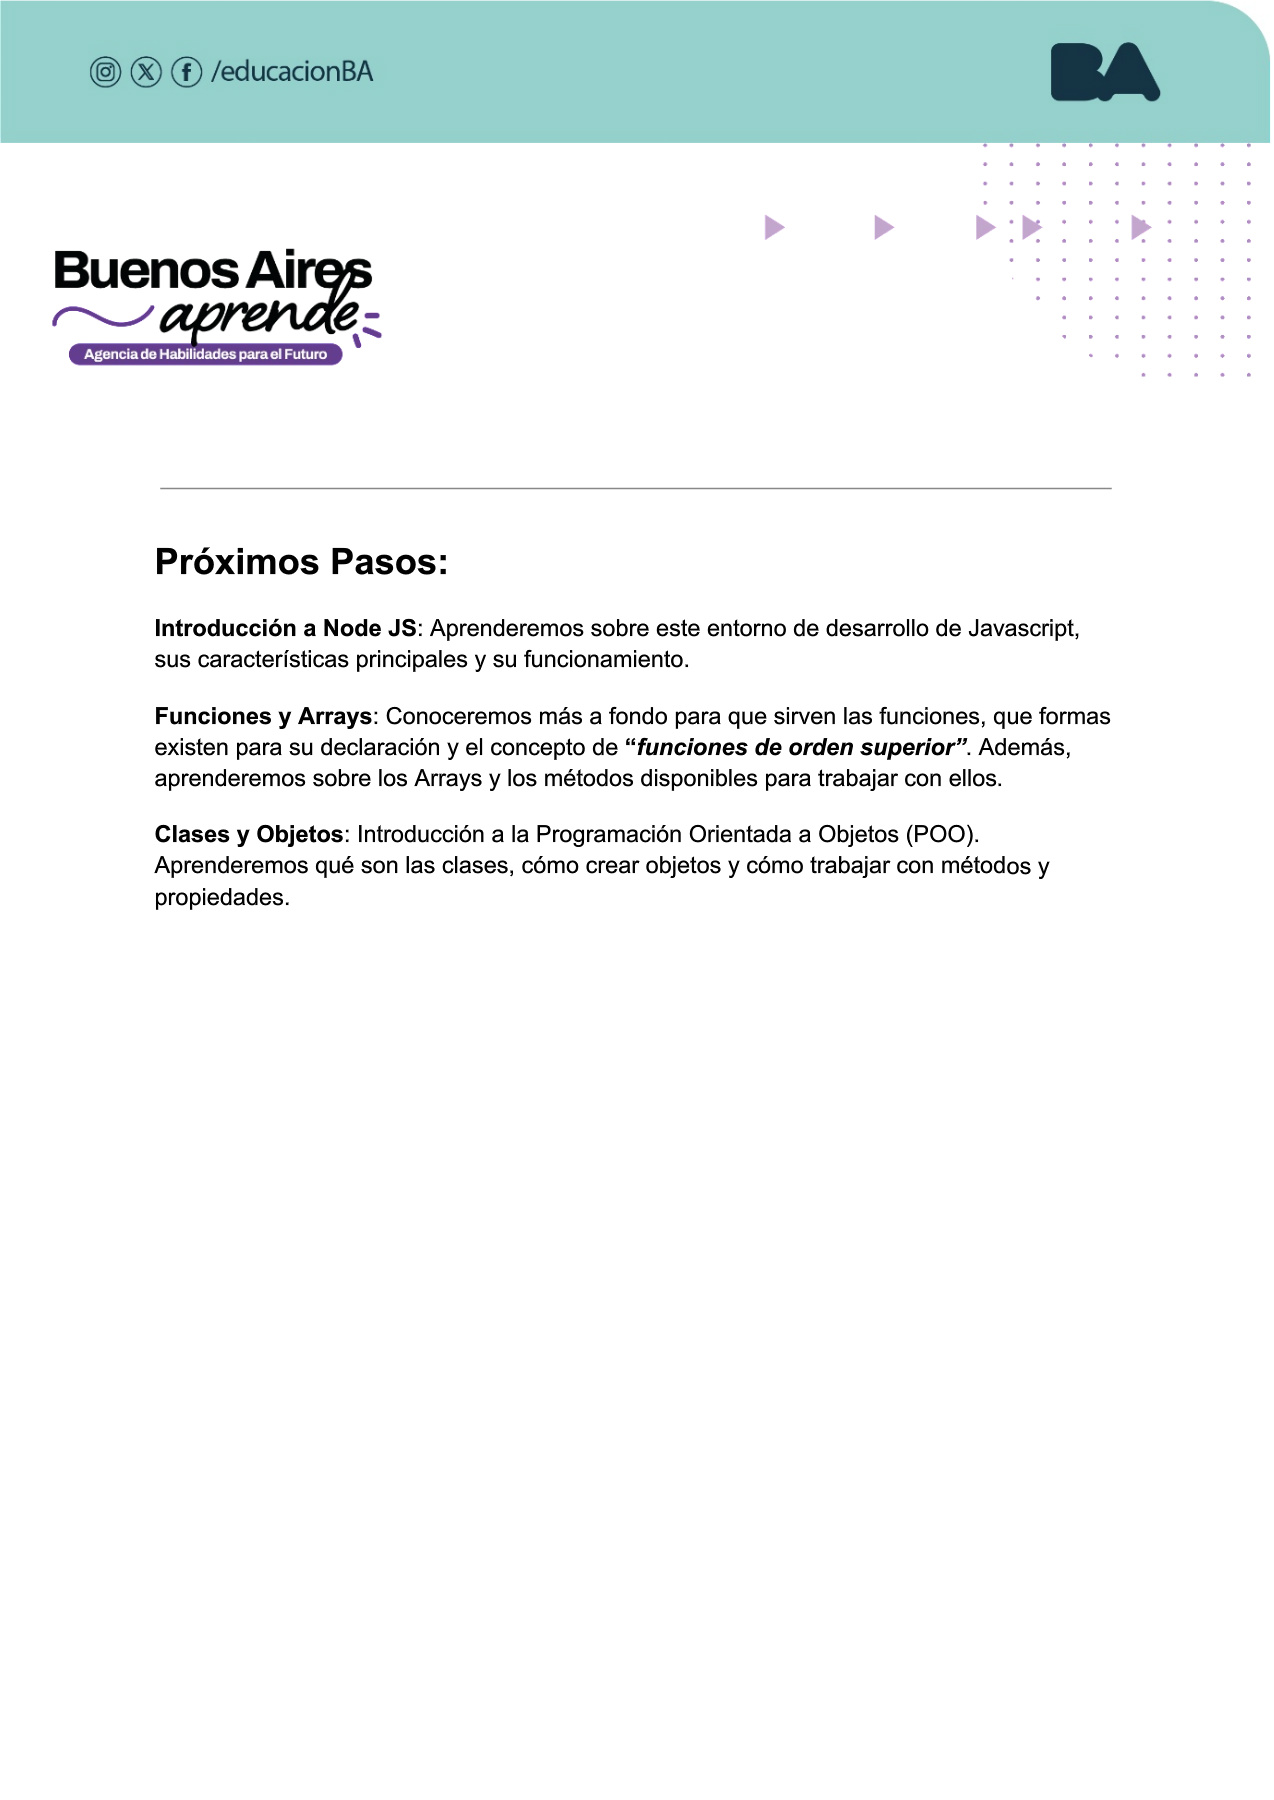 /educacionBA
BA
Buenos Aires
aprende
Agencia de Habilidades para el Futuro
Próximos Pasos:
Introducción a Node JS: Aprenderemos sobre este entorno de desarrollo de Javascript,
sus características principales y su funcionamiento.
Funciones y Arrays: Conoceremos más a fondo para que sirven las funciones, que formas
existen para su declaración y el concepto de “funciones de orden superior”. Además,
aprenderemos sobre los Arrays y los métodos disponibles para trabajar con ellos.
Clases y Objetos: Introducción a la Programación Orientada a Objetos (POO).
Aprenderemos qué son las clases, cómo crear objetos y cómo trabajar con métodos y
propiedades.